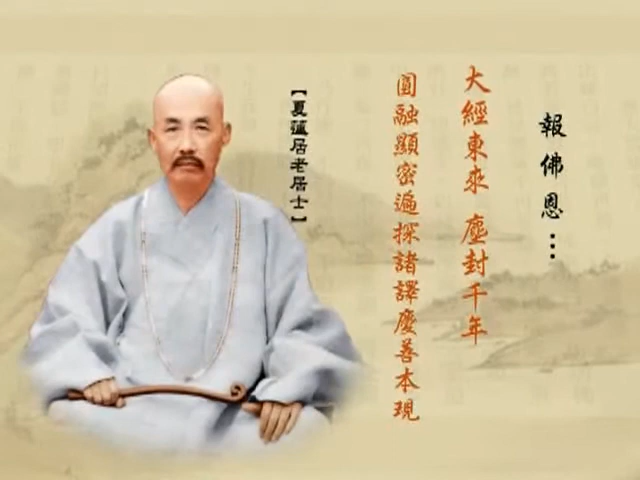 報佛恩…
大經東來 塵封千年
圓融顯密遍探諸譯慶善本現
【夏蓮居老居士】